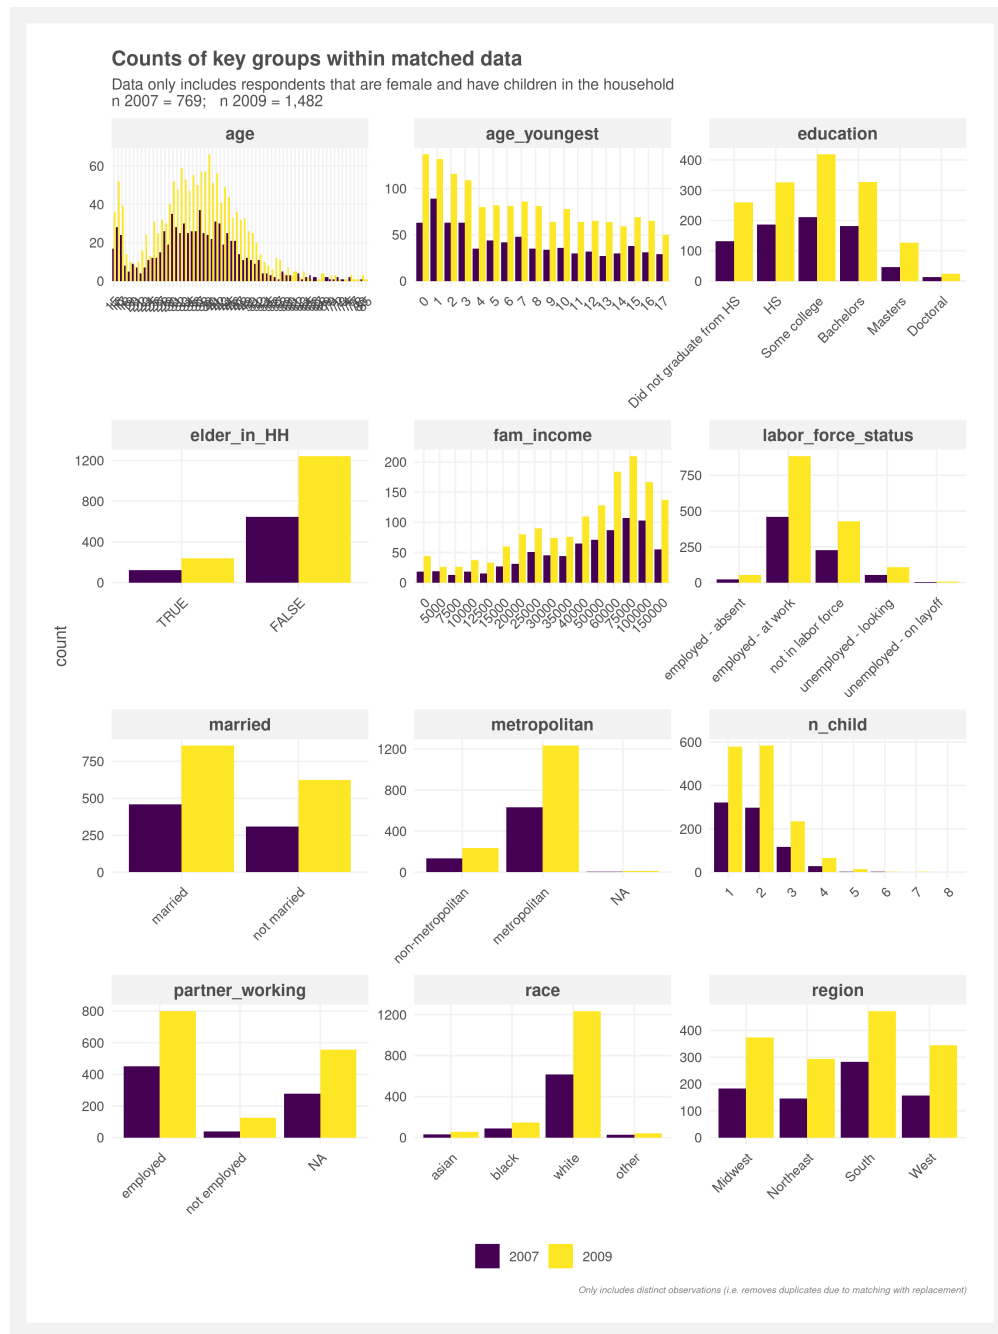 Counts of key groups within matched data
Data only includes respondents that are female and have children in the household
n 2007 = 769;   n 2009 = 1,482
age
60
40
20
0
age_youngest
100
50
0
0 1 2 3 4 5 6 7 8 9 10 11 12 13 14 15 16 17
education
400
300
200
100
0
Did not graduate from HS
HS
Some college
Bachelors
Masters
Doctoral
elder_in_HH
1200
800
400
0
TRUE
FALSE
fam_income
200
150
100
50
0
0 5000 7500 10000 12500 15000 20000 25000 30000 35000 40000 50000 60000 75000 100000 150000
labor_force_status
750
500
250
0
employed - absent
employed - at work
not in labor force
unemployed - looking
unemployed - on layoff
count
married
750
500
250
0
married
not married
metropolitan
1200
800
400
0
non-metropolitan
metropolitan
NA
n_child
600
400
200
0
1 2 3 4 5 6 7 8
partner_working
800
600
400
200
0
employed
not employed
NA
race
1200
800
400
0
asian
black
white
other
region
400
300
200
100
0
Midwest
Northeast
South
West
2007 2009
Only includes distinct observations (i.e. removes duplicates due to matching with replacement)